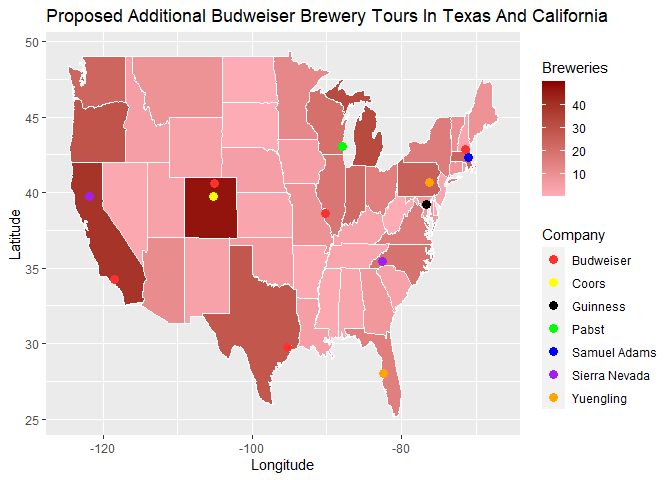 Proposed Additional Budweiser Brewery Tours In Texas And California
50
45
40
35
30
25
Latitude
-120
-100
-80
Longitude
Breweries
40
30
20
10
Company
Budweiser
Coors
Guinness
Pabst
Samuel Adams
Sierra Nevada
Yuengling